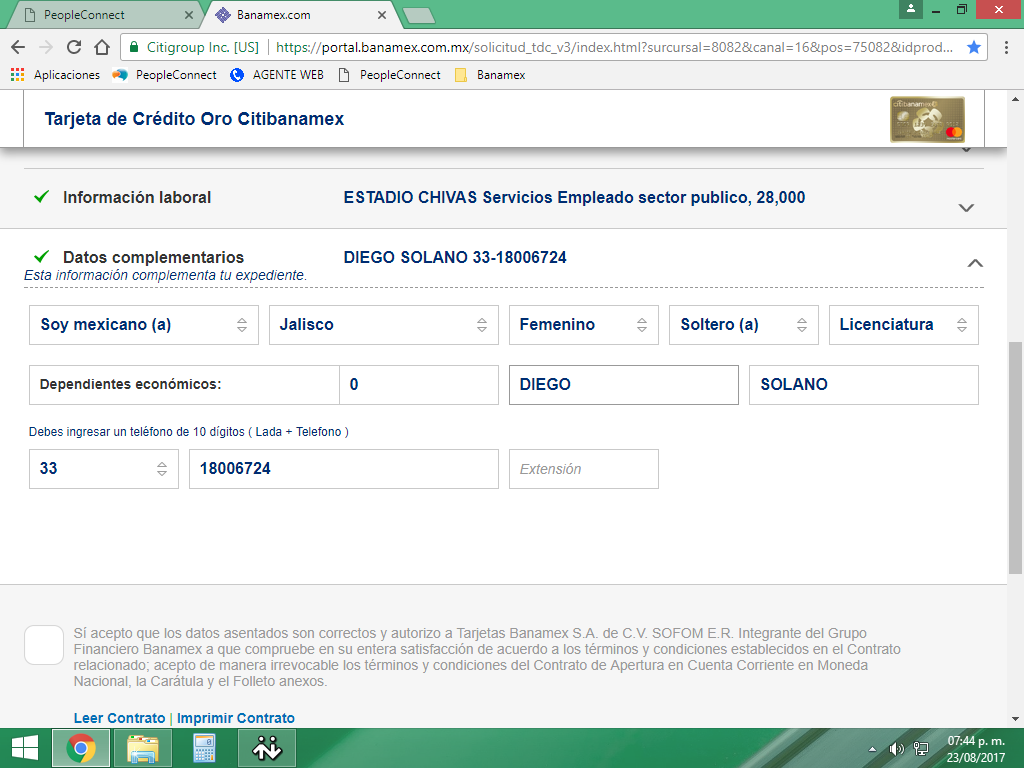 PeopleConnect
Banamex.com
Citigroup Inc. [US]
https://portal.banamex.com.mx/solicitud_tdc_v3/index.html?surcursal=8082&canal=16&pos=75082&idprod...
Aplicaciones
PeopleConnect
AGENTE WEB
PeopleConnect
Banamex
Tarjeta de Crédito Oro Citibanamex
citibanamex
Información laboral
ESTADIO CHIVAS Servicios Empleado sector publico, 28,000
Datos complementarios
DIEGO SOLANO 33-18006724
Esta información complementa tu expediente.
Soy mexicano (a)
Jalisco
Femenino
Soltero (a)
Licenciatura
Dependientes económicos:
0
DIEGO
SOLANO
Debes ingresar un teléfono de 10 dígitos ( Lada + Telefono )
33
18006724
Extensión
Sí acepto que los datos asentados son correctos y autorizo a Tarjetas Banamex S.A. de C.V. SOFOM E.R. Integrante del Grupo
Financiero Banamex a que compruebe en su entera satisfacción de acuerdo a los términos y condiciones establecidos en el Contrato
relacionado; acepto de manera irrevocable los términos y condiciones del Contrato de Apertura en Cuenta Corriente en Moneda
Nacional, la Carátula y el Folleto anexos.
Leer Contrato | Imprimir Contrato
07:44 p. m.
23/08/2017